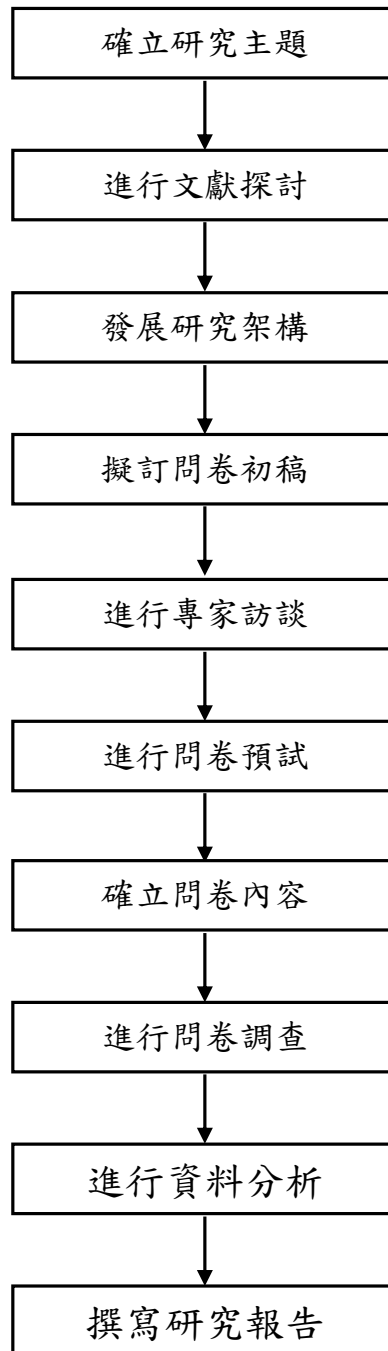 確立研究主題
進行文獻探討
發展研究架構
擬訂問卷初稿
進行專家訪談
進行問卷預試
確立問卷內容
進行問卷調查
進行資料分析
撰寫研究報告